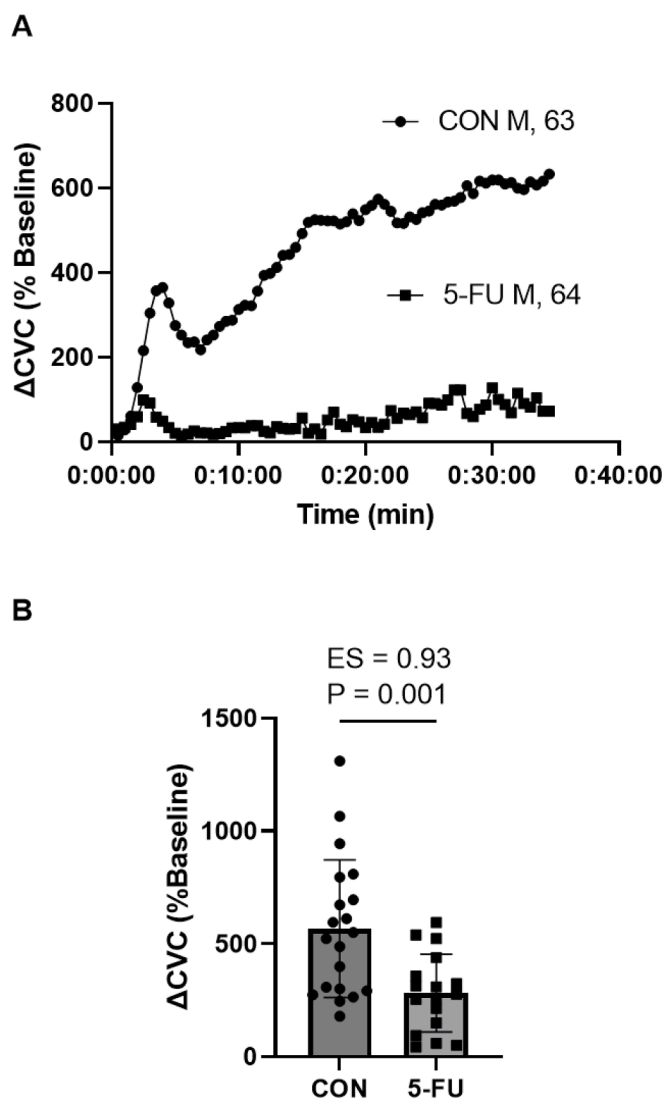 A
800
600
400
200
0
ΔCVC (% Baseline)
CON M, 63
5-FU M, 64
0:00:00 0:10:00 0:20:00 0:30:00 0:40:00
Time (min)
B
ES = 0.93
P = 0.001
1500
1000
500
0
ΔCVC (%Baseline)
CON 5-FU